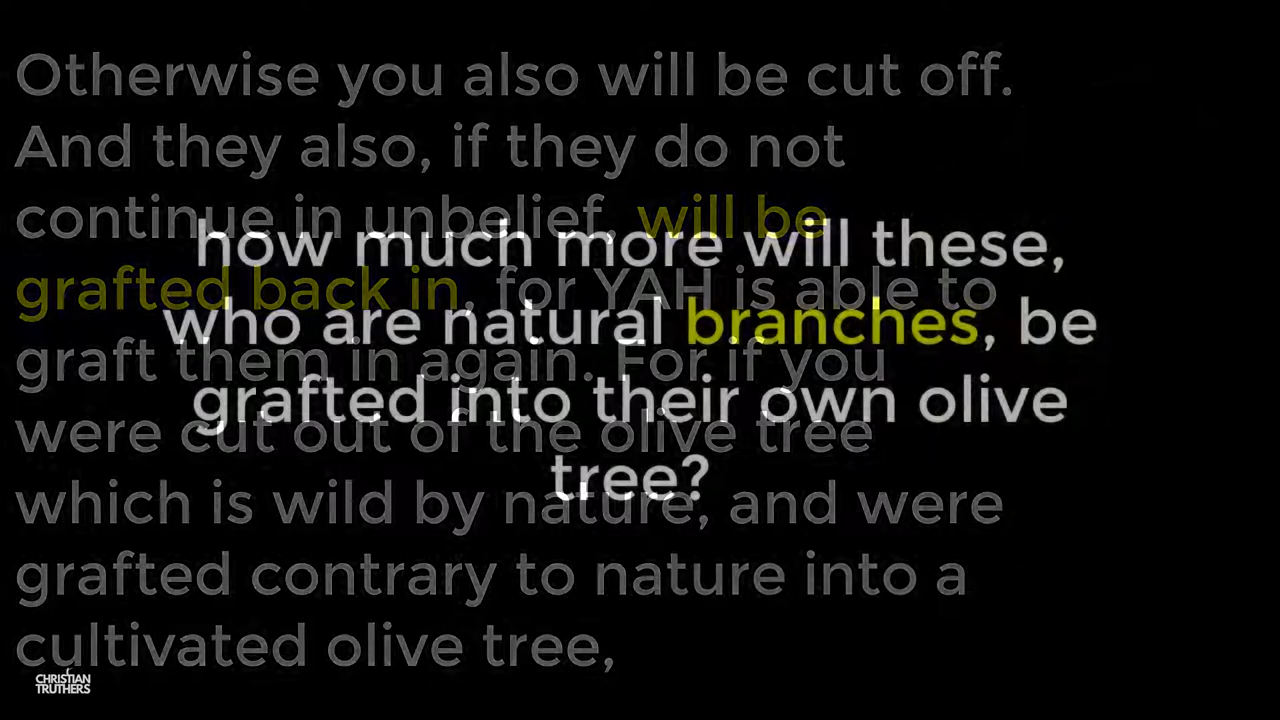 Otherwise you also will be cut off.
And they also, if they do not
continue in unbelief, will be
grafted back in, for YAH is able to
graft them in again. For if you
were cut out of the olive tree
which is wild by nature, and were
grafted contrary to nature into a
cultivated olive tree,
how much more will these,
who are natural branches, be
grafted into their own olive
tree?
CHRISTIAN
TRUTHERS